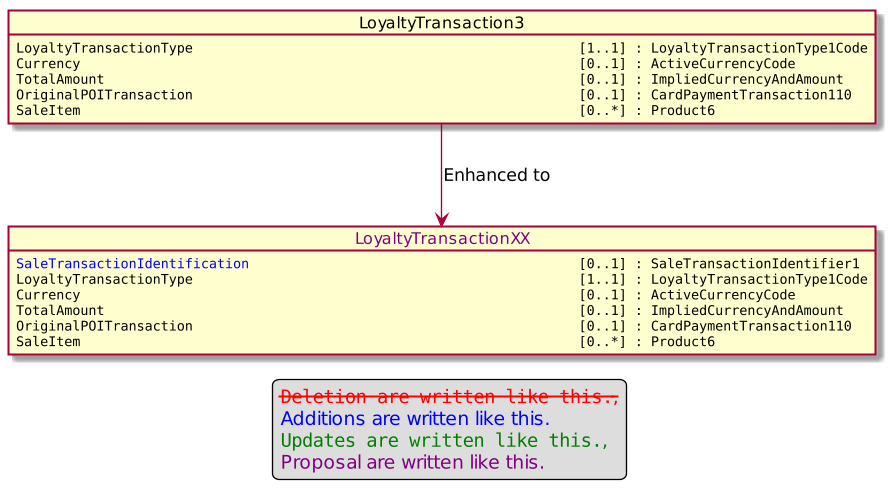 LoyaltyTransaction3
LoyaltyTransactionType [1..1] : LoyaltyTransactionType1Code
Currency [0..1] : ActiveCurrencyCode
TotalAmount [0..1] : ImpliedCurrencyAndAmount
OriginalPOITransaction [0..1] : CardPaymentTransaction110
SaleItem [0..*] : Product6
Enhanced to
LoyaltyTransactionXX
SaleTransactionIdentification [0..1] : SaleTransactionIdentifier1
LoyaltyTransactionType [1..1] : LoyaltyTransactionType1Code
Currency [0..1] : ActiveCurrencyCode
TotalAmount [0..1] : ImpliedCurrencyAndAmount
OriginalPOITransaction [0..1] : CardPaymentTransaction110
SaleItem [0..*] : Product6
Deletion are written like this.,
Additions are written like this.
Updates are written like this.,
Proposal are written like this.